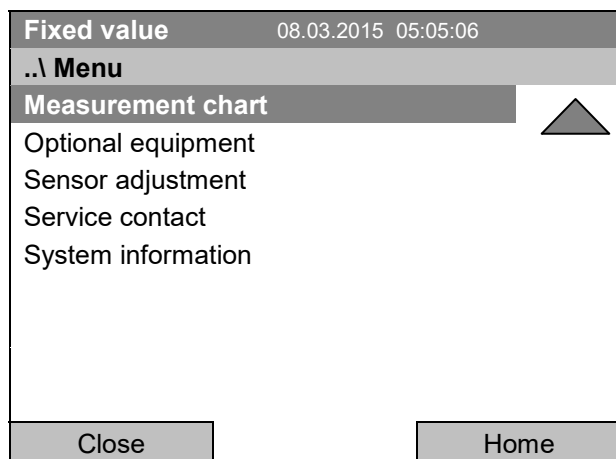 Fixed value 08.03.2015 05:05:06
..\ Menu
Measurement chart
Optional equipment
Sensor adjustment
Service contact
System information
Close Home